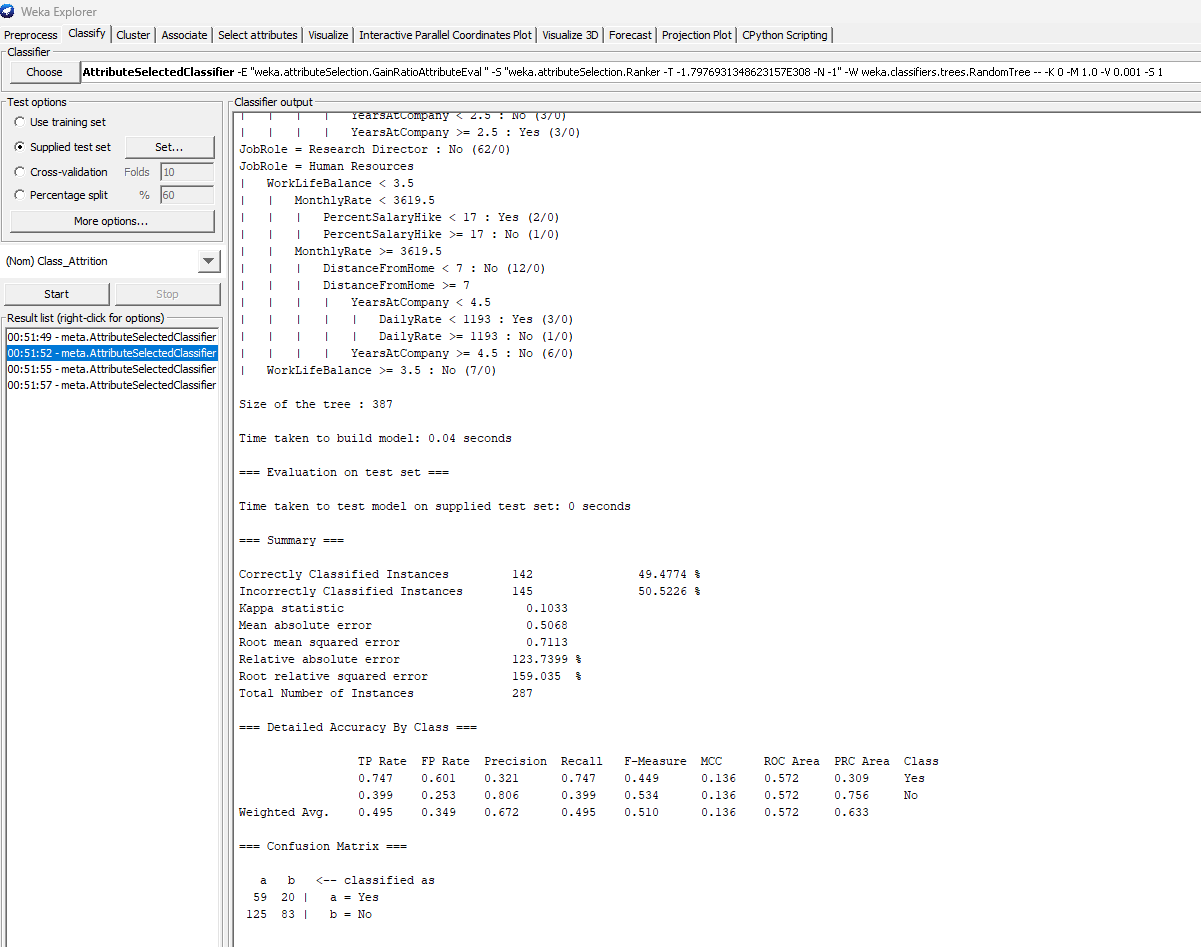 Weka Explorer
Preprocess Classify Cluster Associate Select attributes Visualize Interactive Parallel Coordinates Plot Visualize 3D Forecast Projection Plot CPython Scripting
Classifier
Choose AttributeSelectedClassifier -E "weka.attributeSelection.GainRatioAttributeEval " -S "weka.attributeSelection.Ranker -T -1.7976931348623157E308 -N -1" -W weka.classifiers.trees.RandomTree -- -K 0 -M 1.0 -V 0.001 -S 1
Test options
Use training set
Supplied test set Set...
Cross-validation Folds 10
Percentage split % 60
More options...
(Nom) Class_Attrition
Start Stop
Result list (right-click for options)
00:51:49 - meta.AttributeSelectedClassifier
00:51:52 - meta.AttributeSelectedClassifier
00:51:55 - meta.AttributeSelectedClassifier
00:51:57 - meta.AttributeSelectedClassifier
Classifier output
| | | | YearsAtCompany < 2.5 : No (3/0)
| | | | YearsAtCompany >= 2.5 : Yes (3/0)
JobRole = Research Director : No (62/0)
JobRole = Human Resources
| WorkLifeBalance < 3.5
| | MonthlyRate < 3619.5
| | | PercentSalaryHike < 17 : Yes (2/0)
| | | PercentSalaryHike >= 17 : No (1/0)
| | MonthlyRate >= 3619.5
| | | DistanceFromHome < 7 : No (12/0)
| | | DistanceFromHome >= 7
| | | | YearsAtCompany < 4.5
| | | | | DailyRate < 1193 : Yes (3/0)
| | | | | DailyRate >= 1193 : No (1/0)
| | | | YearsAtCompany >= 4.5 : No (6/0)
| WorkLifeBalance >= 3.5 : No (7/0)
Size of the tree : 387
Time taken to build model: 0.04 seconds
=== Evaluation on test set ===
Time taken to test model on supplied test set: 0 seconds
=== Summary ===
Correctly Classified Instances 142 49.4774 %
Incorrectly Classified Instances 145 50.5226 %
Kappa statistic 0.1033
Mean absolute error 0.5068
Root mean squared error 0.7113
Relative absolute error 123.7399 %
Root relative squared error 159.035 %
Total Number of Instances 287
=== Detailed Accuracy By Class ===
TP Rate FP Rate Precision Recall F-Measure MCC ROC Area PRC Area Class
0.747 0.601 0.321 0.747 0.449 0.136 0.572 0.309 Yes
0.399 0.253 0.806 0.399 0.534 0.136 0.572 0.756 No
Weighted Avg. 0.495 0.349 0.672 0.495 0.510 0.136 0.572 0.633
=== Confusion Matrix ===
a b <-- classified as
59 20 | a = Yes
125 83 | b = No